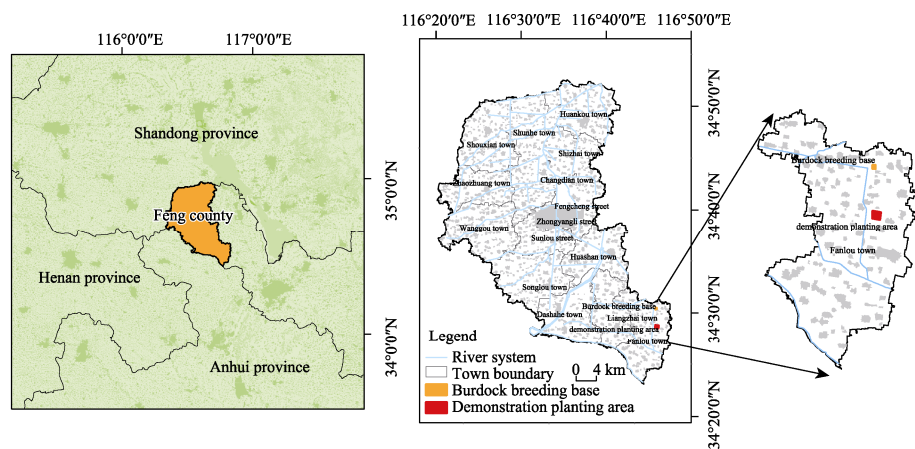 116°0′0″E
117°0′0″E
Shandong province
Feng county
Henan province
Anhui province
35°0′0″N
34°0′0″N
116°20′0″E
116°30′0″E
116°40′0″E
116°50′0″E
Huankou town
Shunhe town
Shouxian town
Shizhai town
Zhaozhuang town
Changdian town
Fengcheng street
Zhongyangli street
Wanggou town
Sunlou street
Huashan town
Songlou town
Burdock breeding base
Dashahe town
Liangzhai town
demonstration planting area
Fanlou town
Legend
River system
Town boundary
Burdock breeding base
Demonstration planting area
0 4 km
34°50′0″N
34°40′0″N
34°30′0″N
34°20′0″N
Burdock breeding base
demonstration planting area
Fanlou town